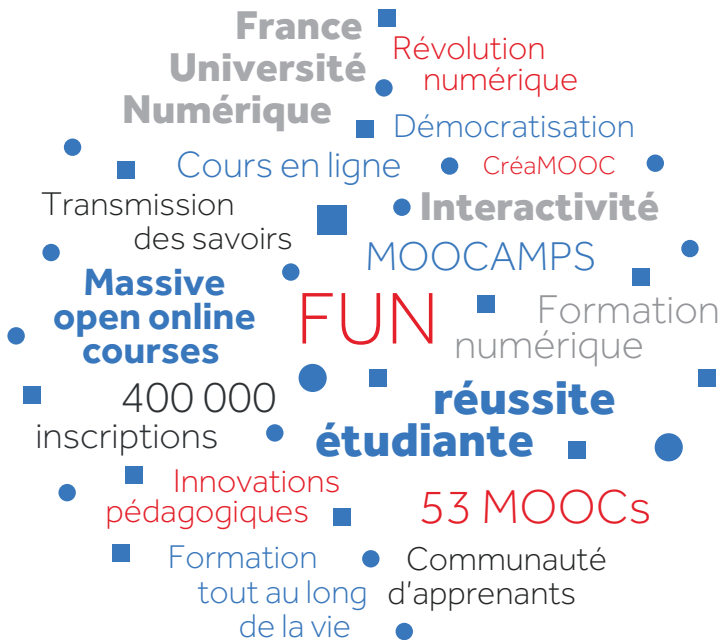 France
Université
Numérique
Révolution
numérique
Démocratisation
Cours en ligne
CréaMOOC
Transmission
des savoirs
Interactivité
MOOCAMPS
Massive
open online
courses
FUN
Formation
numérique
400 000
inscriptions
réussite
étudiante
Innovations
pédagogiques
53 MOOCs
Formation
tout au long
de la vie
Communauté
d'apprenants